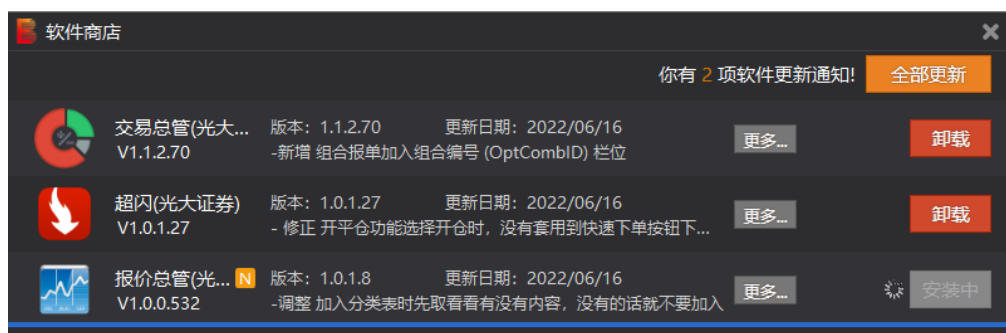 软件商店
你有 2 项软件更新通知! 全部更新
交易总管(光大... 版本: 1.1.2.70 更新日期: 2022/06/16
V1.1.2.70 -新增 组合报单加入组合编号 (OptCombID) 栏位 更多... 卸载
超闪(光大证券) 版本: 1.0.1.27 更新日期: 2022/06/16
V1.0.1.27 - 修正 开平仓功能选择开仓时，没有套用到快速下单按钮下... 更多... 卸载
报价总管(光... N 版本: 1.0.1.8 更新日期: 2022/06/16
V1.0.0.532 -调整 加入分类表时先取看看有没有内容，没有的话就不要加入 更多... 安装中